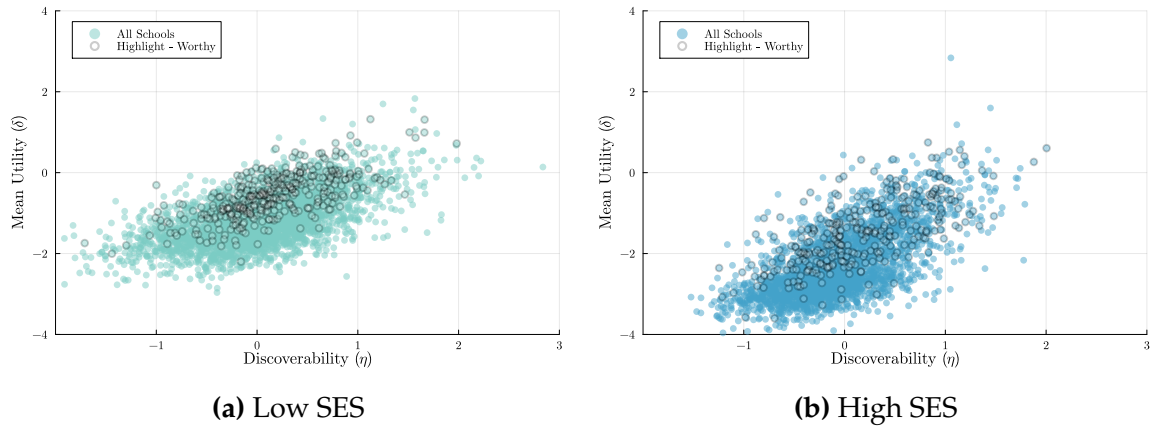 4
2
0
−2
−4
−1
0
1
2
3
Mean Utility (δ)
Discoverability (η)
All Schools
Highlight - Worthy
(a) Low SES
4
2
0
−2
−4
−1
0
1
2
3
Mean Utility (δ)
Discoverability (η)
All Schools
Highlight - Worthy
(b) High SES